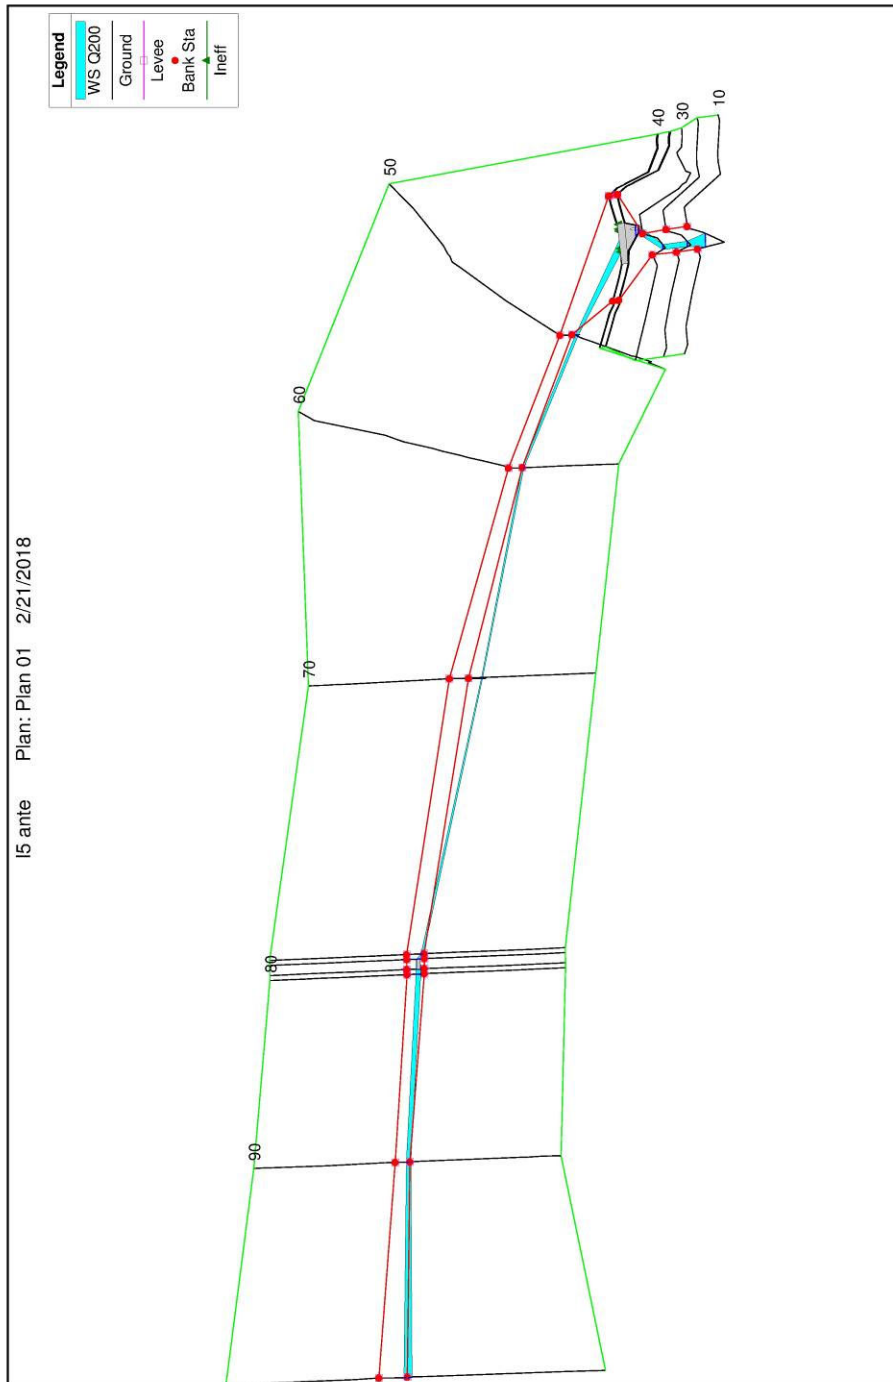 I5 ante Plan: Plan 01 2/21/2018
Legend
WS Q200
Ground
Levee
Bank Sta
Ineff
10
30
40
50
60
70
80
90